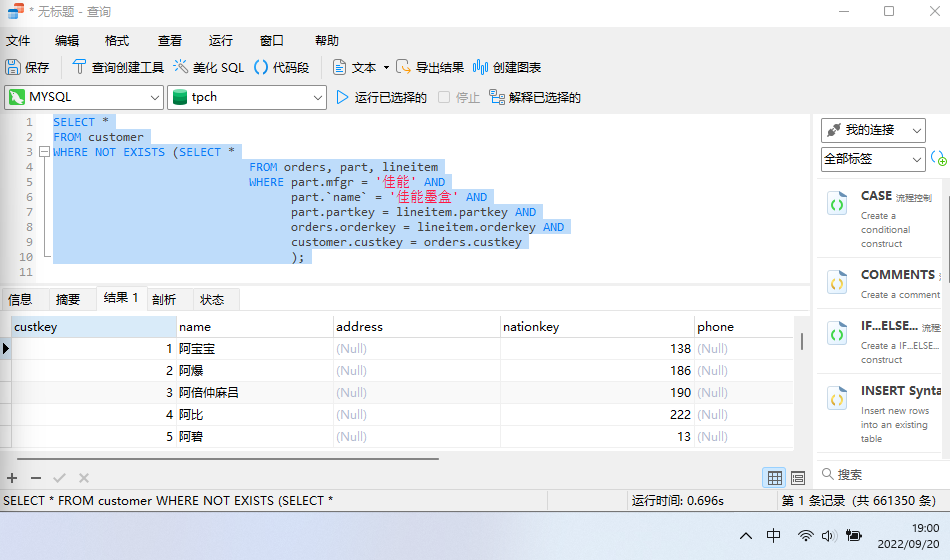 * 无标题 - 查询
文件 编辑 格式 查看 运行 窗口 帮助
保存 查询创建工具 美化 SQL () 代码段 文本 导出结果 创建图表
MYSQL tpch 运行已选择的 停止 解释已选择的
1 SELECT *
2 FROM customer
3 WHERE NOT EXISTS (SELECT *
4 FROM orders, part, lineitem
5 WHERE part.mfgr = '佳能' AND
6 part.`name` = '佳能墨盒' AND
7 part.partkey = lineitem.partkey AND
8 orders.orderkey = lineitem.orderkey AND
9 customer.custkey = orders.custkey
10 );
11
我的连接
全部标签
CASE 流程控制
Create a
conditional
construct
COMMENTS
Create a comment
IF...ELSE... 流程
Create a IF...ELSE...
construct
INSERT Synta
Insert new rows
into an existing
table
搜索
信息 摘要 结果 1 剖析 状态
custkey name address nationkey phone
1 阿宝宝 (Null) 138 (Null)
2 阿爆 (Null) 186 (Null)
3 阿倍仲麻吕 (Null) 190 (Null)
4 阿比 (Null) 222 (Null)
5 阿碧 (Null) 13 (Null)
SELECT * FROM customer WHERE NOT EXISTS (SELECT * 运行时间: 0.696s 第 1 条记录 (共 661350 条)
中 19:00
2022/09/20